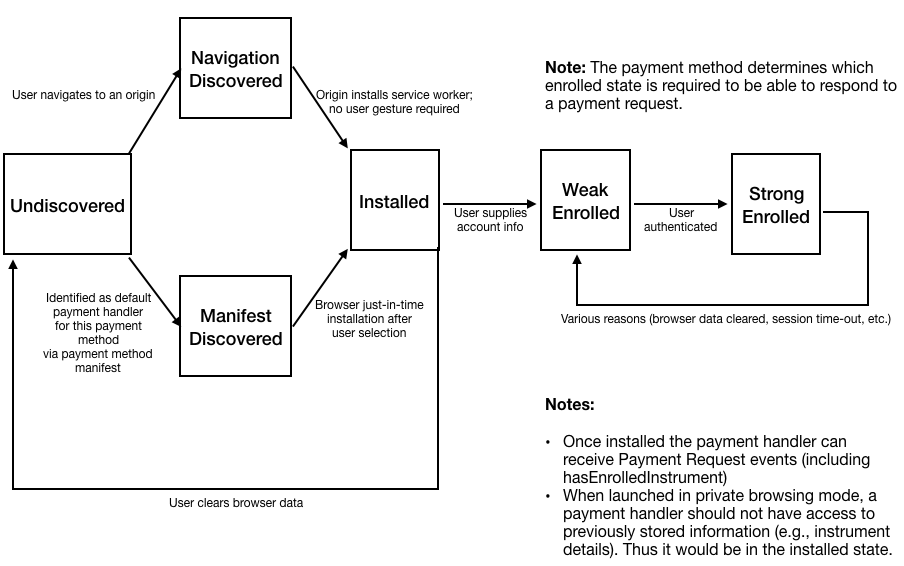 Navigation
Discovered
Note: The payment method determines which
enrolled state is required to be able to respond to
a payment request.
User navigates to an origin
Origin installs service worker;
no user gesture required
Undiscovered
Installed
Weak
Enrolled
Strong
Enrolled
User supplies
account info
User
authenticated
Identified as default
payment handler
for this payment
method
via payment method
manifest
Manifest
Discovered
Browser just-in-time
installation after
user selection
Various reasons (browser data cleared, session time-out, etc.)
User clears browser data
Notes:
• Once installed the payment handler can
receive Payment Request events (including
hasEnrolledInstrument)
• When launched in private browsing mode, a
payment handler should not have access to
previously stored information (e.g., instrument
details). Thus it would be in the installed state.